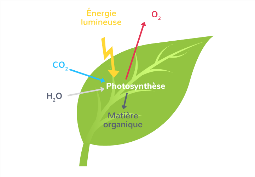 Énergie
lumineuse
O₂
CO₂
H₂O
Photosynthèse
Matière
organique